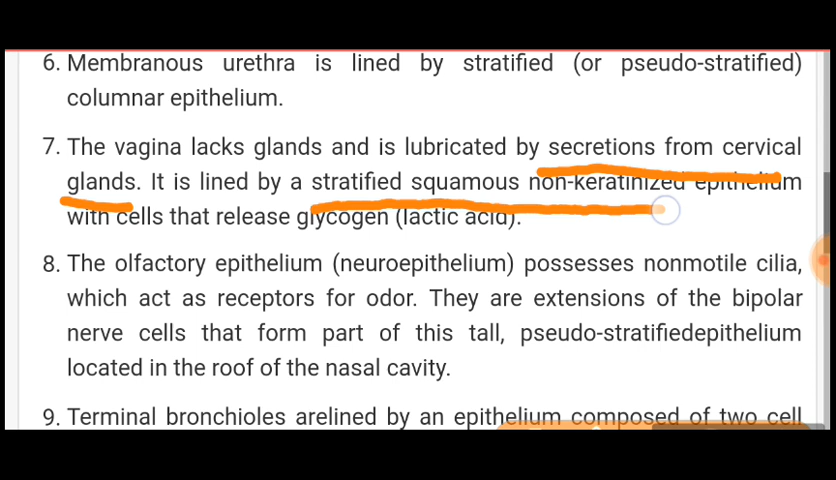 6. Membranous urethra is lined by stratified (or pseudo-stratified)
columnar epithelium.
7. The vagina lacks glands and is lubricated by secretions from cervical
glands. It is lined by a stratified squamous non-keratinized epithelium
with cells that release glycogen (lactic acid).
8. The olfactory epithelium (neuroepithelium) possesses nonmotile cilia,
which act as receptors for odor. They are extensions of the bipolar
nerve cells that form part of this tall, pseudo-stratifiedepithelium
located in the roof of the nasal cavity.
9. Terminal bronchioles arelined by an epithelium composed of two cell